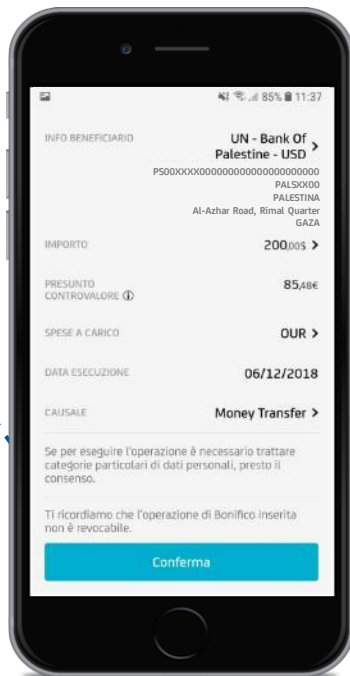 85% 11:37
INFO BENEFICIARIO
UN - Bank Of
Palestine - USD
PALSXX00
PALESTINA
Al-Azhar Road, Rimal Quarter
GAZA
IMPORTO
200,00$
PRESUNTO
CONTROVALORE
85,48€
SPESE A CARICO
OUR
DATA ESECUZIONE
06/12/2018
CAUSALE
Money Transfer
Se per eseguire l'operazione è necessario trattare
categorie particolari di dati personali, presto il
consenso.
Ti ricordiamo che l'operazione di Bonifico inserita
non è revocabile.
Conferma